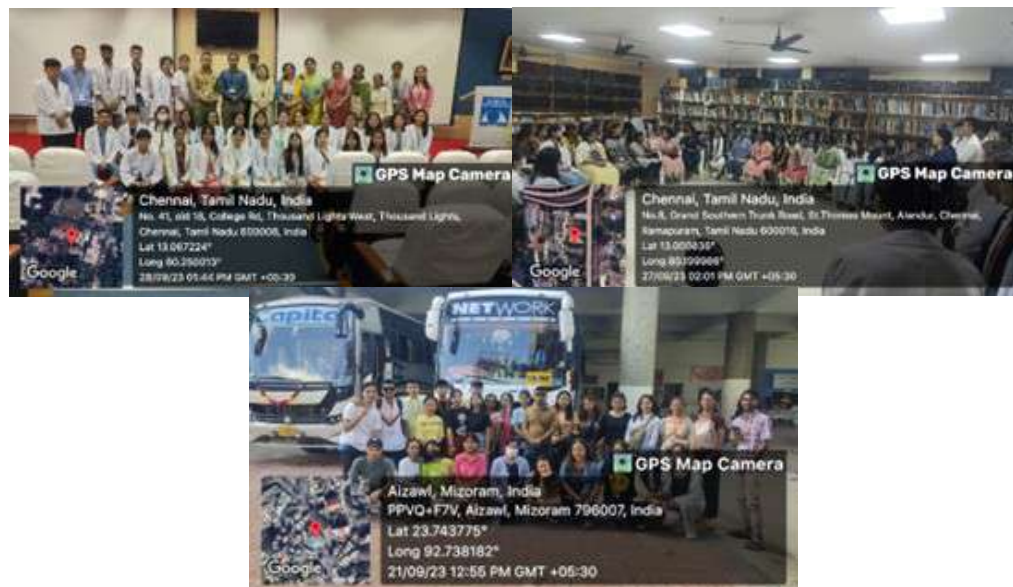 GPS Map Camera
Chennai, Tamil Nadu, India
No. 41, old 18, College Rd, Thousand Lights West, Thousand Lights,
Chennai, Tamil Nadu 600006, India
Lat 13.067224°
Long 80.250013°
28/09/23 01:44 PM GMT +05:30
Google
GPS Map Camera
Chennai, Tamil Nadu, India
No.8, Grand Southern Trunk Road, St.Thomas Mount, Alandur, Chennai,
Ramapuram, Tamil Nadu 600016, India
27/09/23 02:01 PM GMT +05:30
Google
NETWORK
GPS Map Camera
Aizawl, Mizoram, India
PPVQ+F7V, Aizawl, Mizoram 796007, India
Lat 23.743775°
Long 92.738182°
21/09/23 12:55 PM GMT +05:30
Google